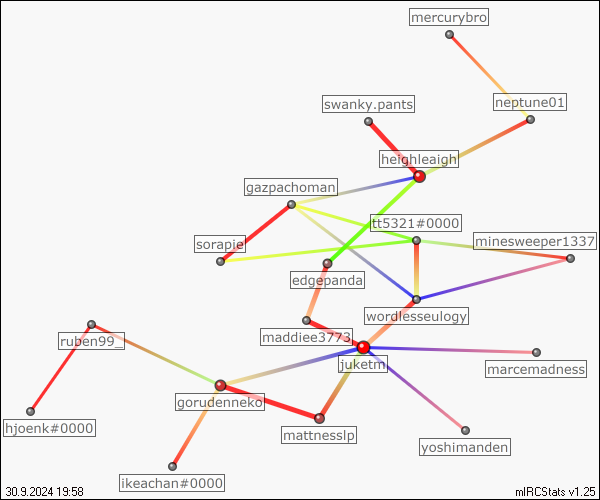 mercurybro
swanky.pants
neptune01
heighleaigh
gazpachoman
tt5321#0000
sorapie
minesweeper1337
edgepanda
wordlesseulogy
maddiee3773
ruben99_
juketm
marcemadness
gorudenneko
hjoenk#0000
mattnesslp
yoshimanden
ikeachan#0000
30.9.2024 19:58
mIRCStats v1.25